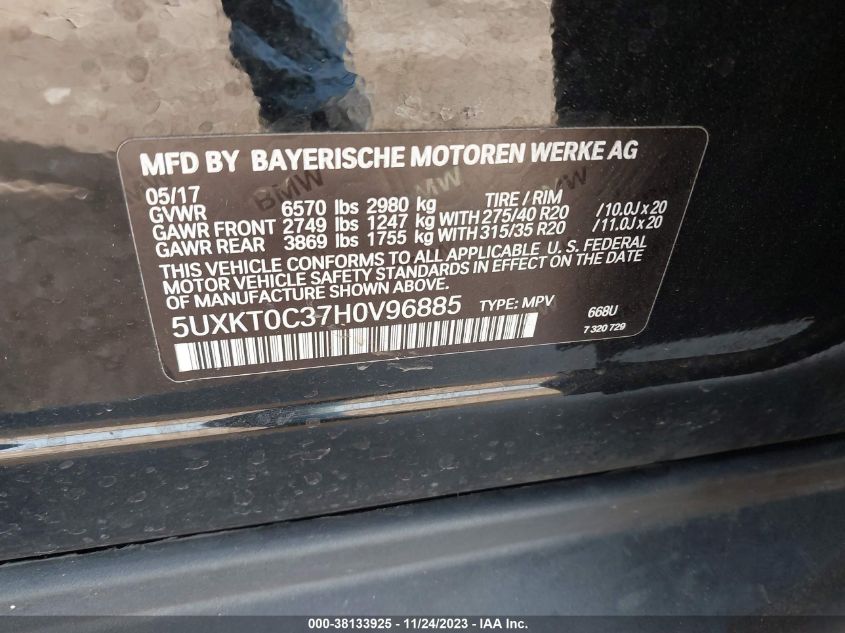 MFD BY BAYERISCHE MOTOREN WERKE AG
05/17
GVWR 6570 lbs 2980 kg TIRE / RIM
GAWR FRONT 2749 lbs 1247 kg WITH 275/40 R20 /10.0J x 20
GAWR REAR 3869 lbs 1755 kg WITH 315/35 R20 /11.0J x 20
THIS VEHICLE CONFORMS TO ALL APPLICABLE U. S. FEDERAL
MOTOR VEHICLE SAFETY STANDARDS IN EFFECT ON THE DATE
OF MANUFACTURE SHOWN ABOVE.
5UXKT0C37H0V96885 TYPE: MPV 668U
7 320 729
BMW BMW BMW
000-38133925 - 11/24/2023 - IAA Inc.